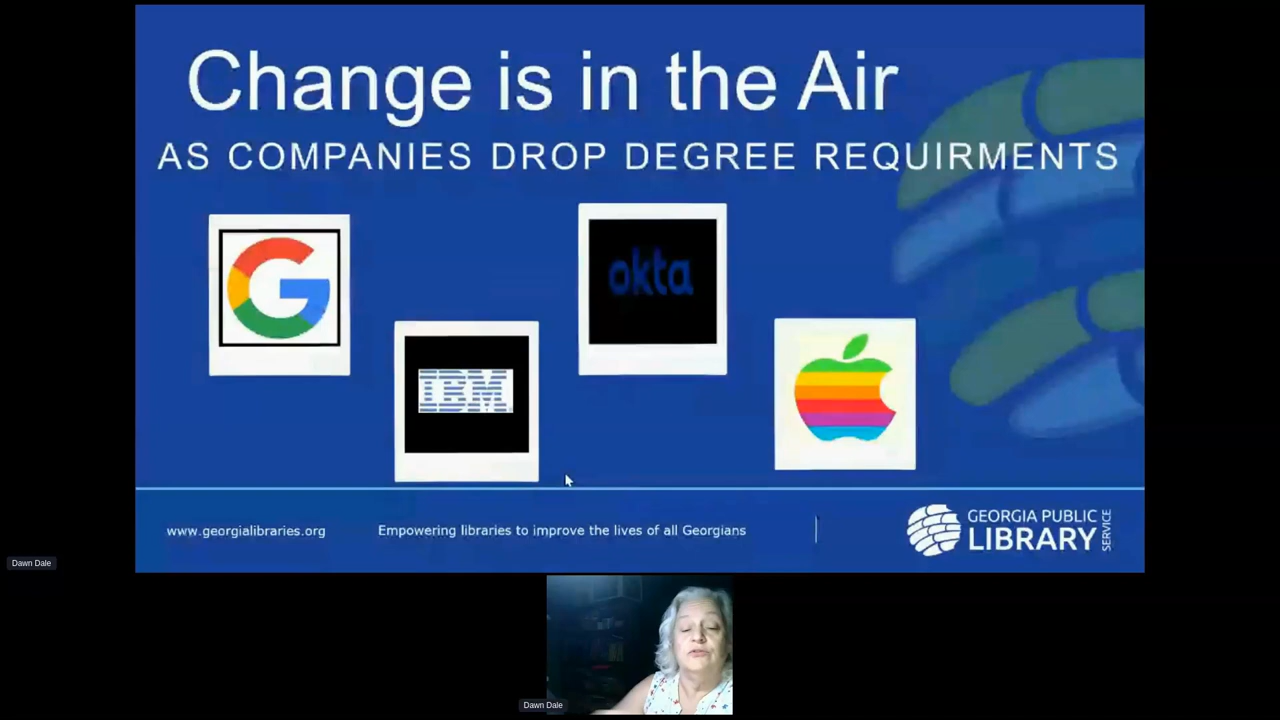 Change is in the Air
AS COMPANIES DROP DEGREE REQUIRMENTS
okta
IBM
www.georgialibraries.org
Empowering libraries to improve the lives of all Georgians
GEORGIA PUBLIC
LIBRARY
SERVICE
Dawn Dale
Dawn Dale